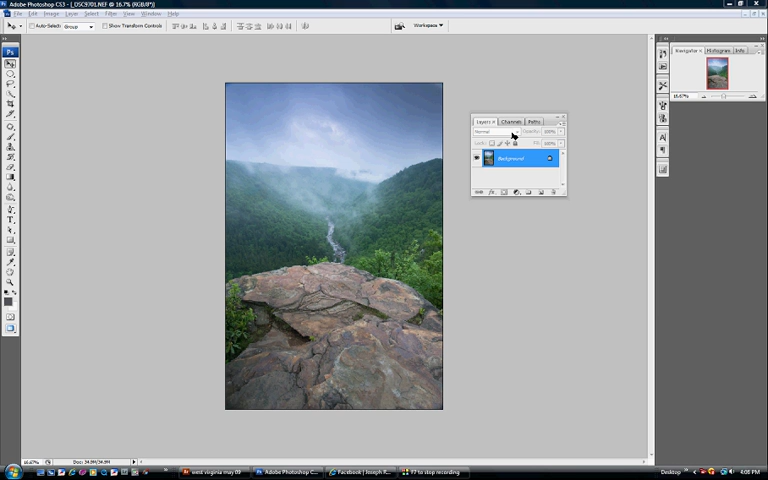 Adobe Photoshop CS3 - [_DSC9701.NEF @ 16.7% (RGB/8*)]
File Edit Image Layer Select Filter View Window Help
Auto-Select: Group Show Transform Controls Workspace
Ps
Navigator Histogram Info
16.67%
Layers Channels Paths
Normal Opacity: 100%
Lock: Fill: 100%
Background
16.67% Doc: 34.9M/34.9M
west virginia may 09 Adobe Photoshop C... Facebook | Joseph R... F7 to stop recording Desktop 4:06 PM